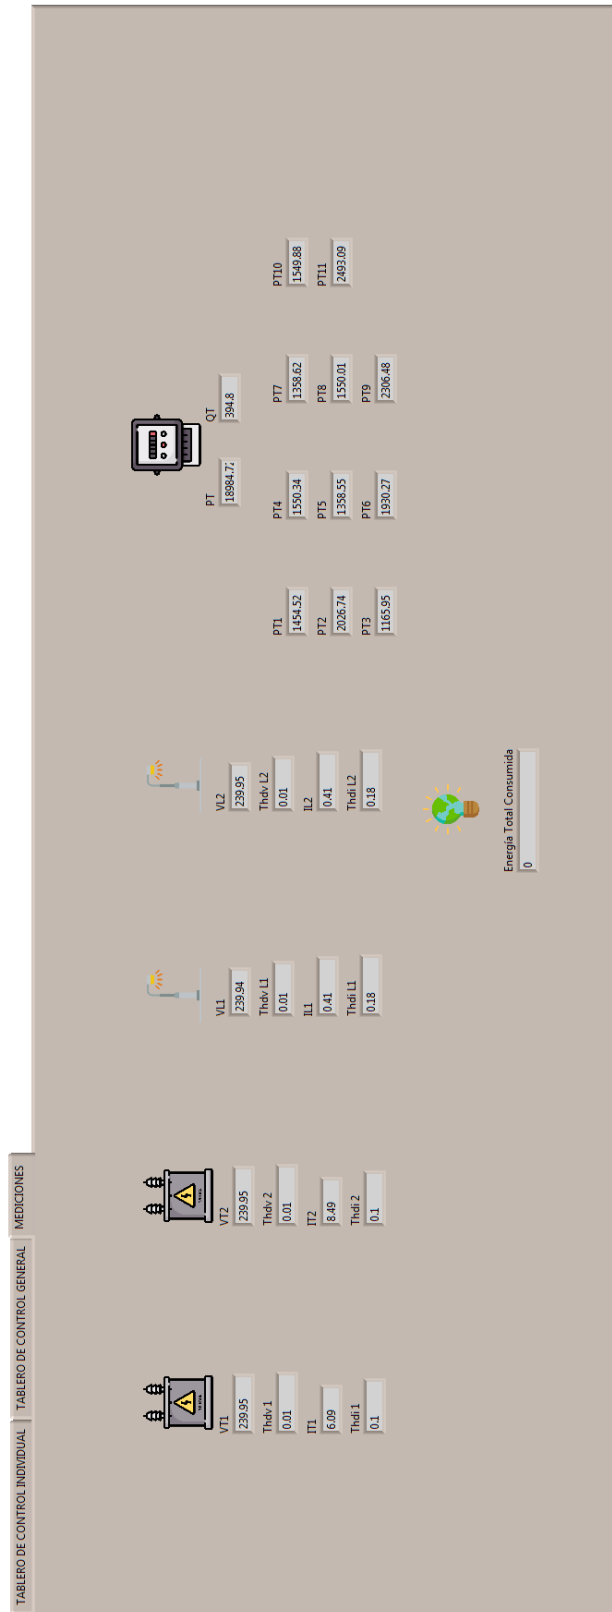 TABLERO DE CONTROL INDIVIDUAL
TABLERO DE CONTROL GENERAL
MEDICIONES
VT1
239.95
Thdv 1
0.01
IT1
6.09
Thdi 1
0.1
VT2
239.95
Thdv 2
0.01
IT2
8.49
Thdi 2
0.1
VL1
239.94
Thdv L1
0.01
IL1
0.41
Thdi L1
0.18
VL2
239.95
Thdv L2
0.01
IL2
0.41
Thdi L2
0.18
Energía Total Consumida
0
PT
18984.7
QT
394.8
PT1
1454.52
PT2
2026.74
PT3
1165.95
PT4
1550.34
PT5
1358.55
PT6
1930.27
PT7
1358.62
PT8
1550.01
PT9
2306.48
PT10
1549.88
PT11
2493.09